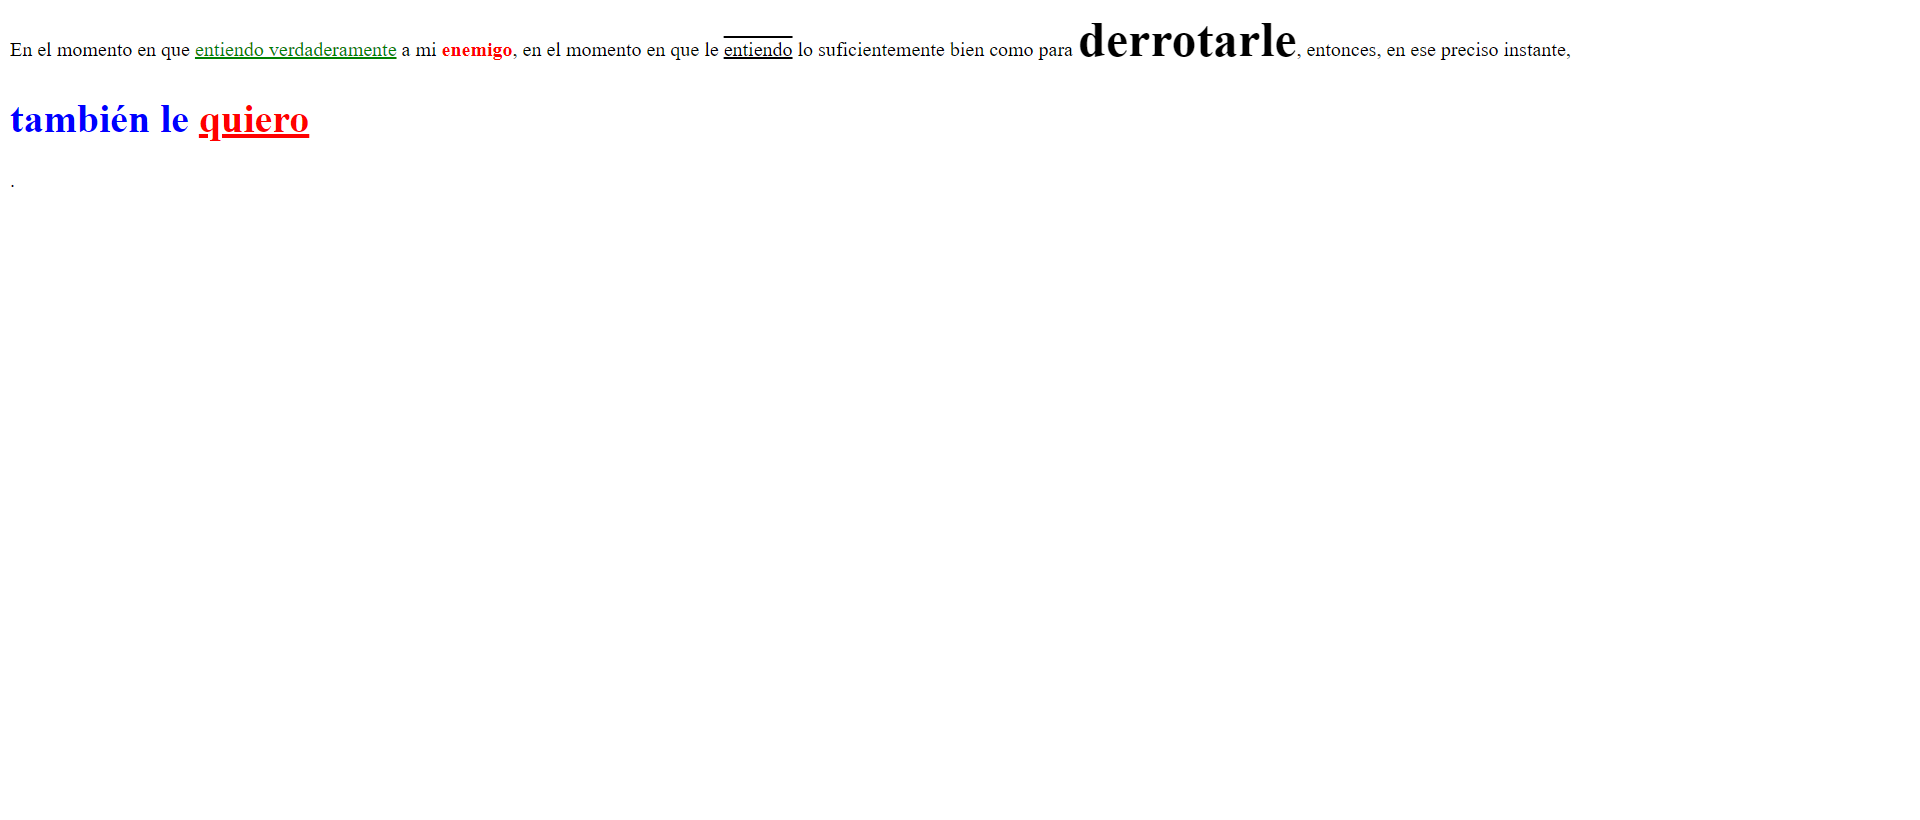 En el momento en que entiendo verdaderamente a mi enemigo, en el momento en que le entiendo lo suficientemente bien como para derrotarle, entonces, en ese preciso instante,
también le quiero
.